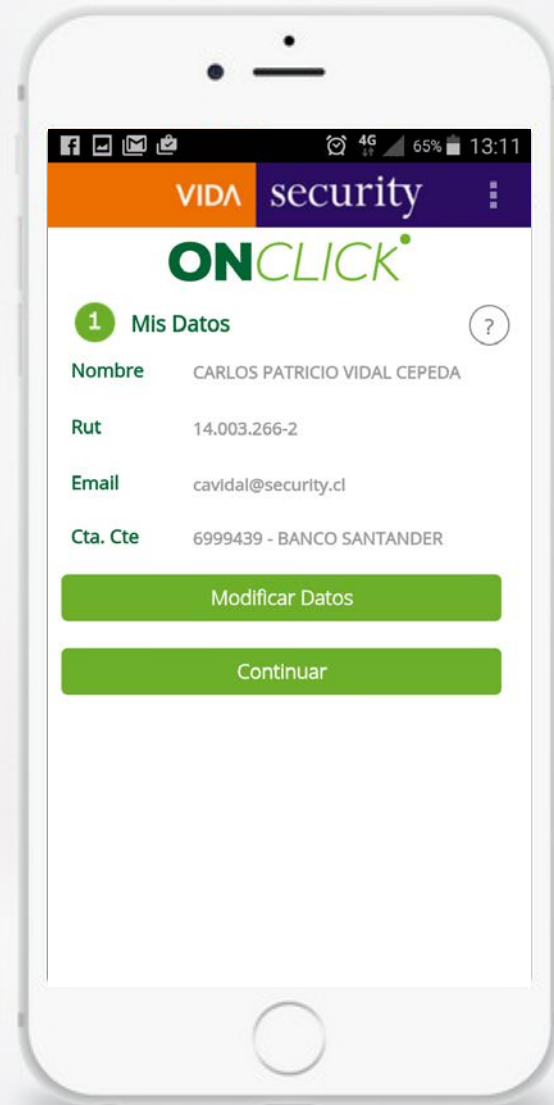 4G 65% 13:11
VIDA security
ONCLICK
1 Mis Datos ?
Nombre CARLOS PATRICIO VIDAL CEPEDA
Rut 14.003.266-2
Email cavidal@security.cl
Cta. Cte 6999439 - BANCO SANTANDER
Modificar Datos
Continuar